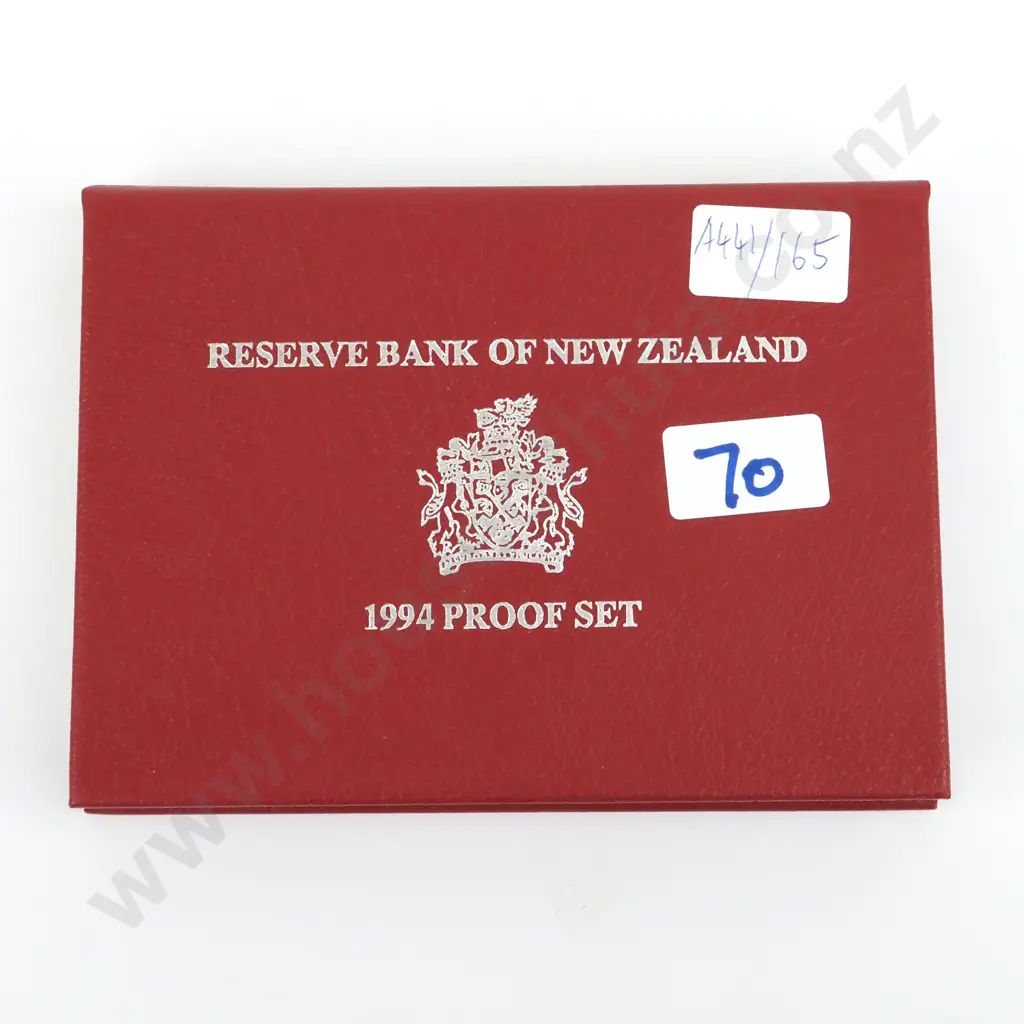 A441/165
RESERVE BANK OF NEW ZEALAND
70
1994 PROOF SET